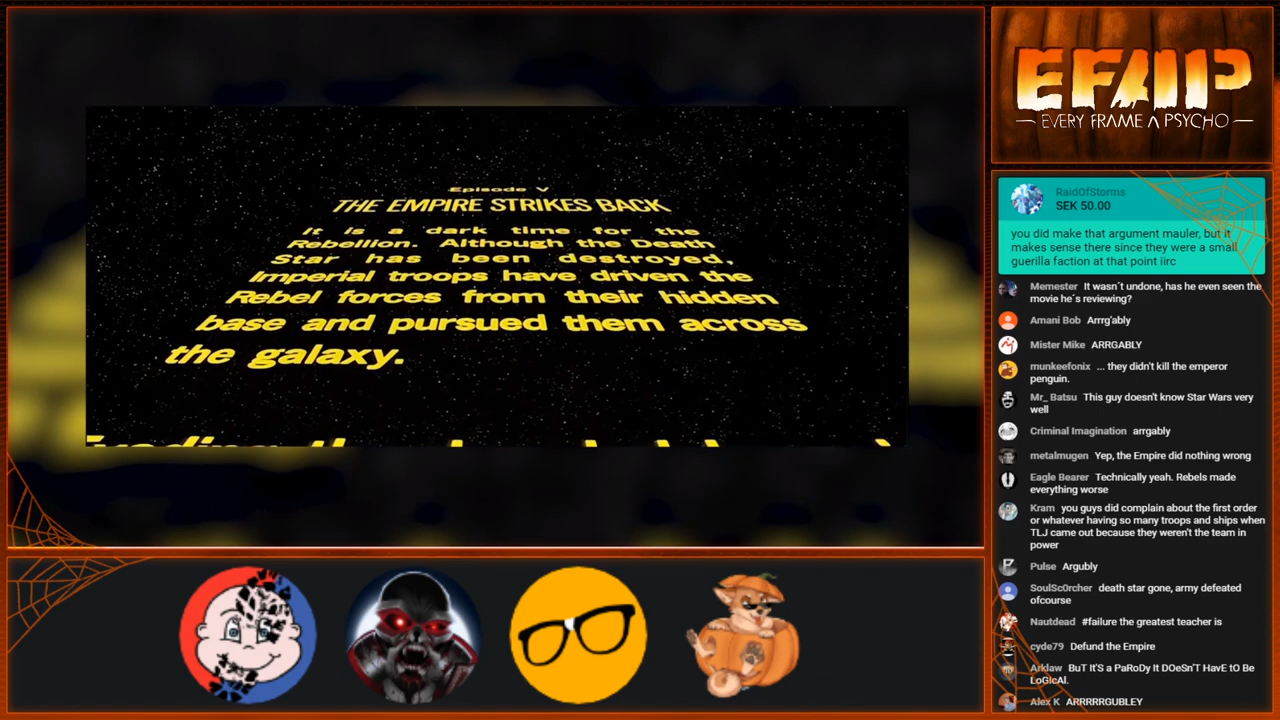 Episode V
THE EMPIRE STRIKES BACK
It is a dark time for the
Rebellion. Although the Death
Star has been destroyed,
Imperial troops have driven the
Rebel forces from their hidden
base and pursued them across
the galaxy.
EFAP
EVERY FRAME A PSYCHO
RaidOfStorms
SEK 50.00
you did make that argument mauler, but it
makes sense there since they were a small
guerilla faction at that point iirc
Memester It wasn´t undone, has he even seen the
movie he´s reviewing?
Amani Bob Arrrg'ably
Mister Mike ARRGABLY
munkeefonix ... they didn't kill the emperor
penguin.
Mr_ Batsu This guy doesn't know Star Wars very
well
Criminal Imagination arrgably
metalmugen Yep, the Empire did nothing wrong
Eagle Bearer Technically yeah. Rebels made
everything worse
Kram you guys did complain about the first order
or whatever having so many troops and ships when
TLJ came out because they weren't the team in
power
Pulse Argubly
SoulSc0rcher death star gone, army defeated
ofcourse
Nautdead #failure the greatest teacher is
cyde79 Defund the Empire
Arklaw BuT IT'S a PaRoDy It DOeSn'T HavE tO Be
LoGIcAl.
Alex K ARRRRRGUBLEY